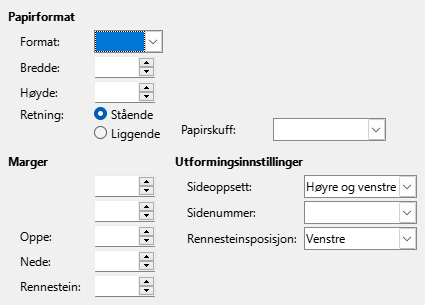 Papirformat
Format:
Bredde:
Høyde:
Retning: Stående
Liggende
Papirskuff:
Marger
Utformingsinnstillinger
Sideoppsett: Høyre og venstre
Sidenummer:
Oppe: Rennesteinsposisjon: Venstre
Nede:
Rennestein: